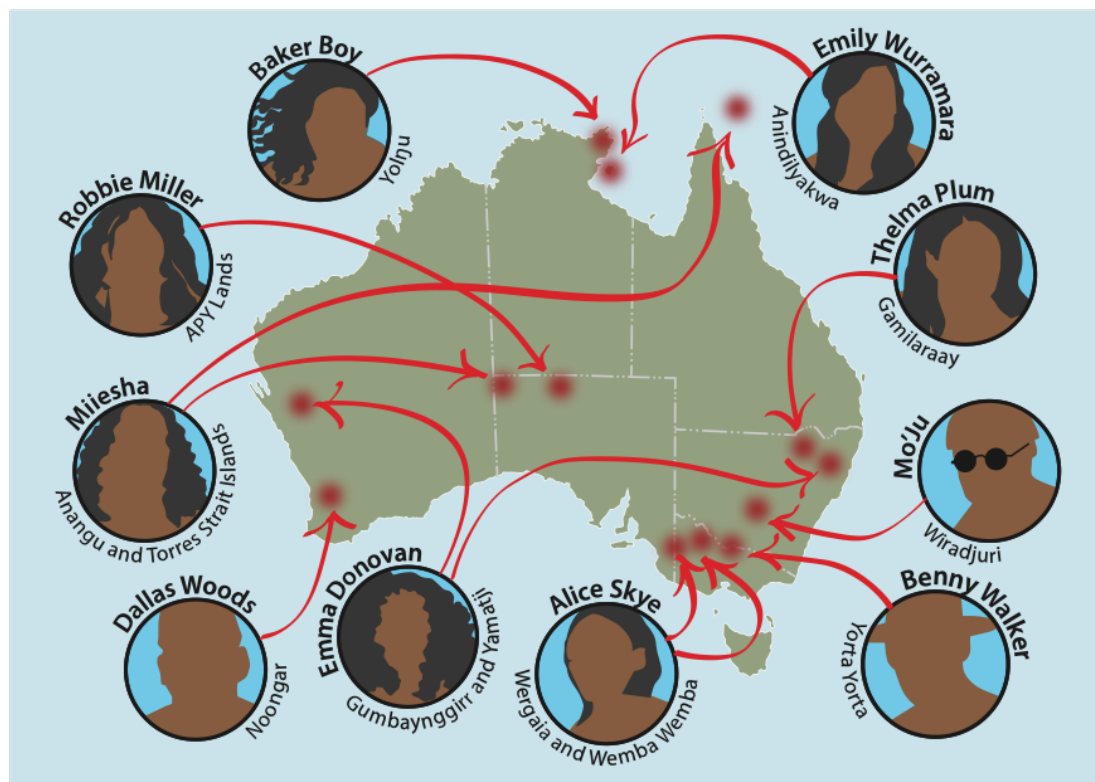 Baker Boy
Yolŋu
Emily Wurramara
Anindilyakwa
Robbie Miller
APY Lands
Thelma Plum
Gamilaraay
Miiesha
Anangu and Torres Strait Islands
Mo'Ju
Wiradjuri
Dallas Woods
Noongar
Emma Donovan
Gumbaynggirr and Yamatji
Alice Skye
Wergaia and Wemba Wemba
Benny Walker
Yorta Yorta